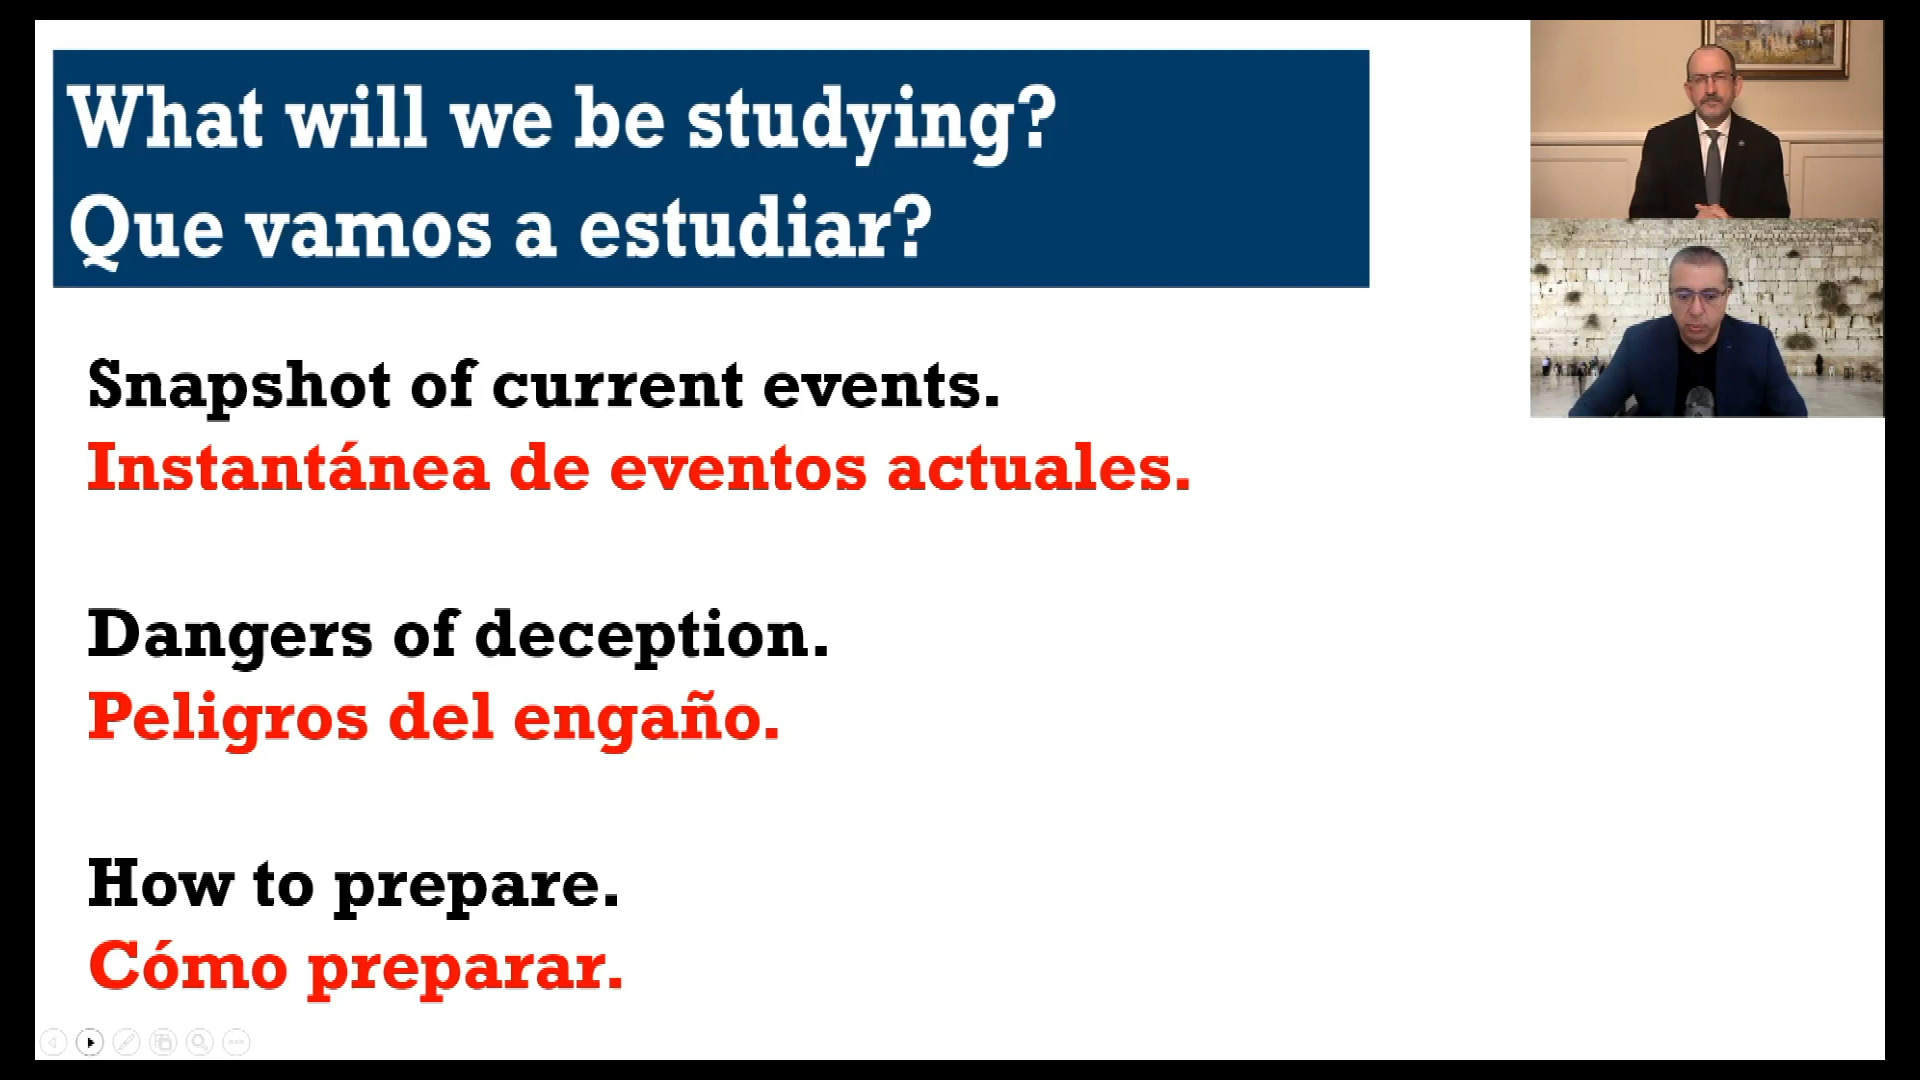 What will we be studying?
Que vamos a estudiar?
Snapshot of current events.
Instantánea de eventos actuales.
Dangers of deception.
Peligros del engaño.
How to prepare.
Cómo preparar.